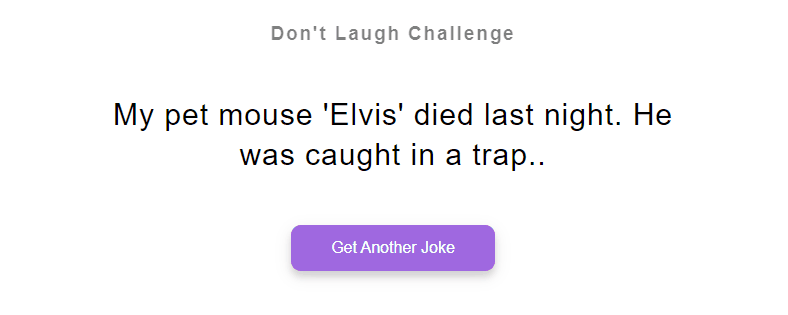 Don't Laugh Challenge
My pet mouse 'Elvis' died last night. He
was caught in a trap..
Get Another Joke